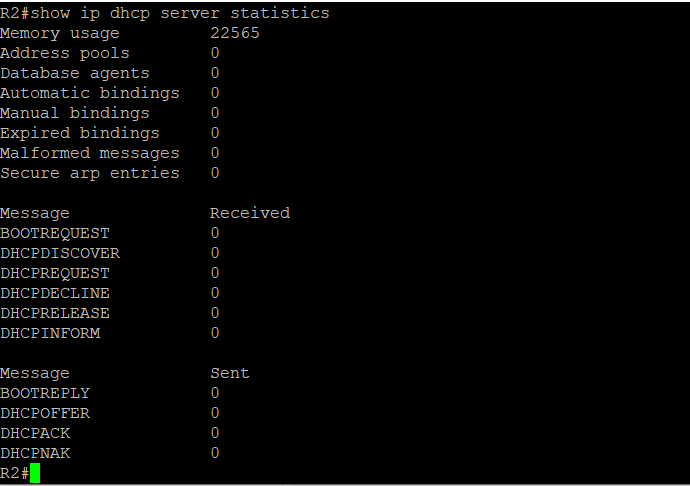 R2#show ip dhcp server statistics
Memory usage 22565
Address pools 0
Database agents 0
Automatic bindings 0
Manual bindings 0
Expired bindings 0
Malformed messages 0
Secure arp entries 0
Message Received
BOOTREQUEST 0
DHCPDISCOVER 0
DHCPREQUEST 0
DHCPDECLINE 0
DHCPRELEASE 0
DHCPINFORM 0
Message Sent
BOOTREPLY 0
DHCPOFFER 0
DHCPACK 0
DHCPNAK 0
R2#